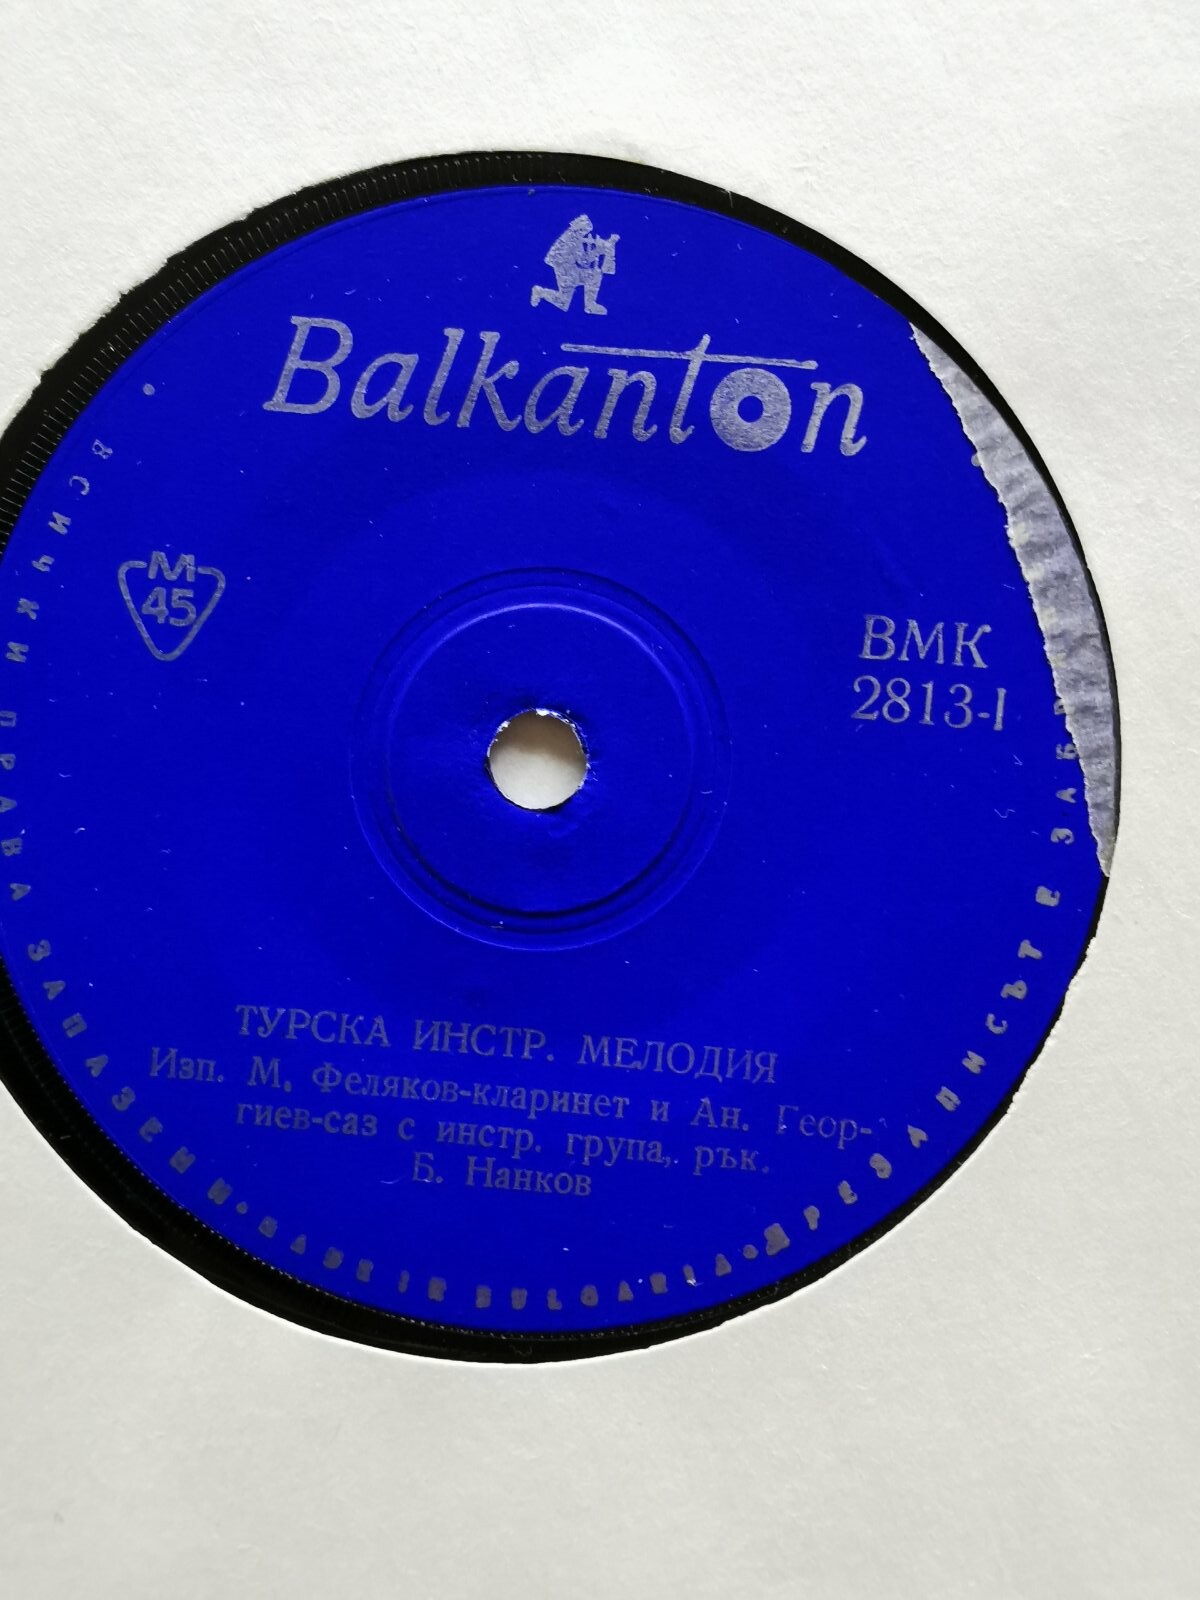 Balkanton
М
45
ВМК
2813-I
ТУРСКА ИНСТР. МЕЛОДИЯ
Изп. М. Феляков-кларинет и Ан. Геор-
гиев-саз с инстр. група, рък.
Б. Нанков
ВСИЧКИ ПРАВА ЗАПАЗЕНИ • MADE IN BULGARIA • ПРЕЗАПИСЪТ Е ЗАБР